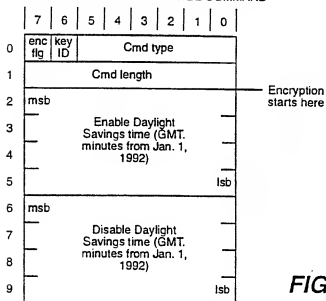 COMMAND
7 6 5 4 3 2 1 0
0 enc flg key ID Cmd type
1 Cmd length
Encryption
starts here
2 msb
3 Enable Daylight
Savings time (GMT.
4 minutes from Jan. 1,
1992)
5 lsb
6 msb
7 Disable Daylight
Savings time (GMT.
8 minutes from Jan. 1,
1992)
9 lsb
FIG